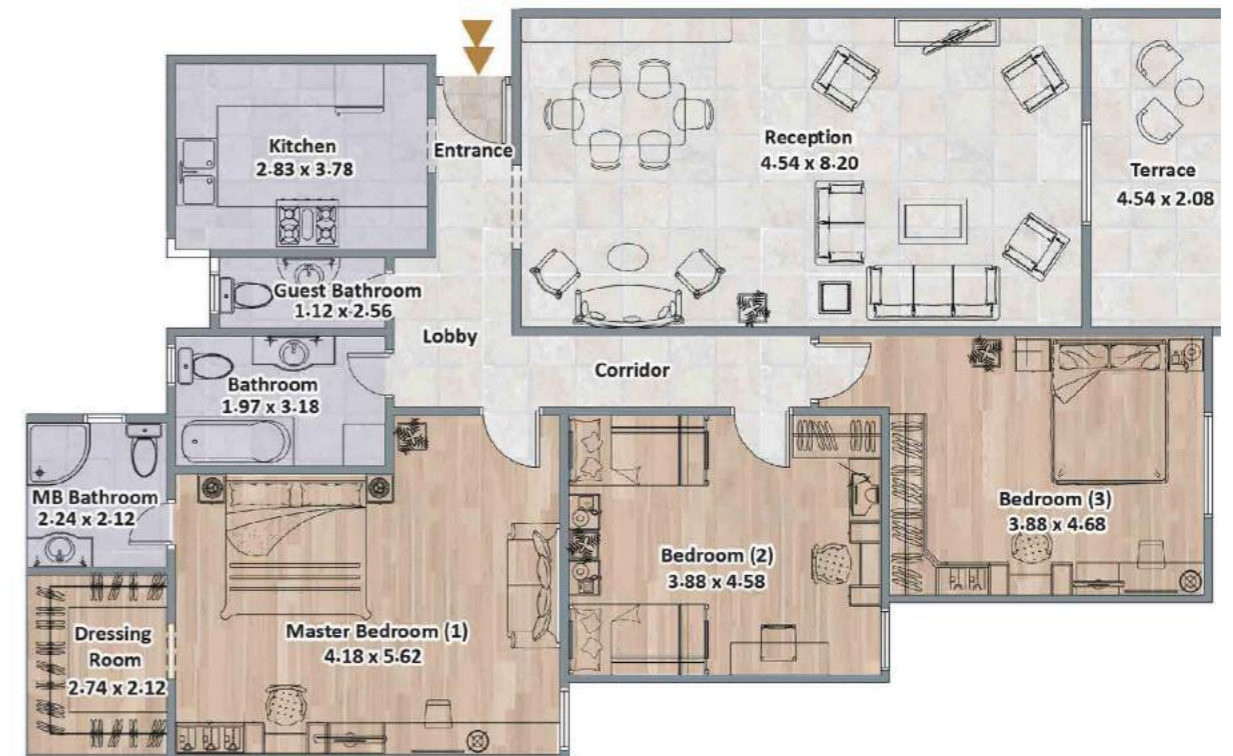 Kitchen
2.83 x 3.78
Entrance
Reception
4.54 x 8.20
Terrace
4.54 x 2.08
Guest Bathroom
1.12 x 2.56
Lobby
Corridor
Bathroom
1.97 x 3.18
MB Bathroom
2.24 x 2.12
Dressing
Room
2.74 x 2.12
Master Bedroom (1)
4.18 x 5.62
Bedroom (2)
3.88 x 4.58
Bedroom (3)
3.88 x 4.68